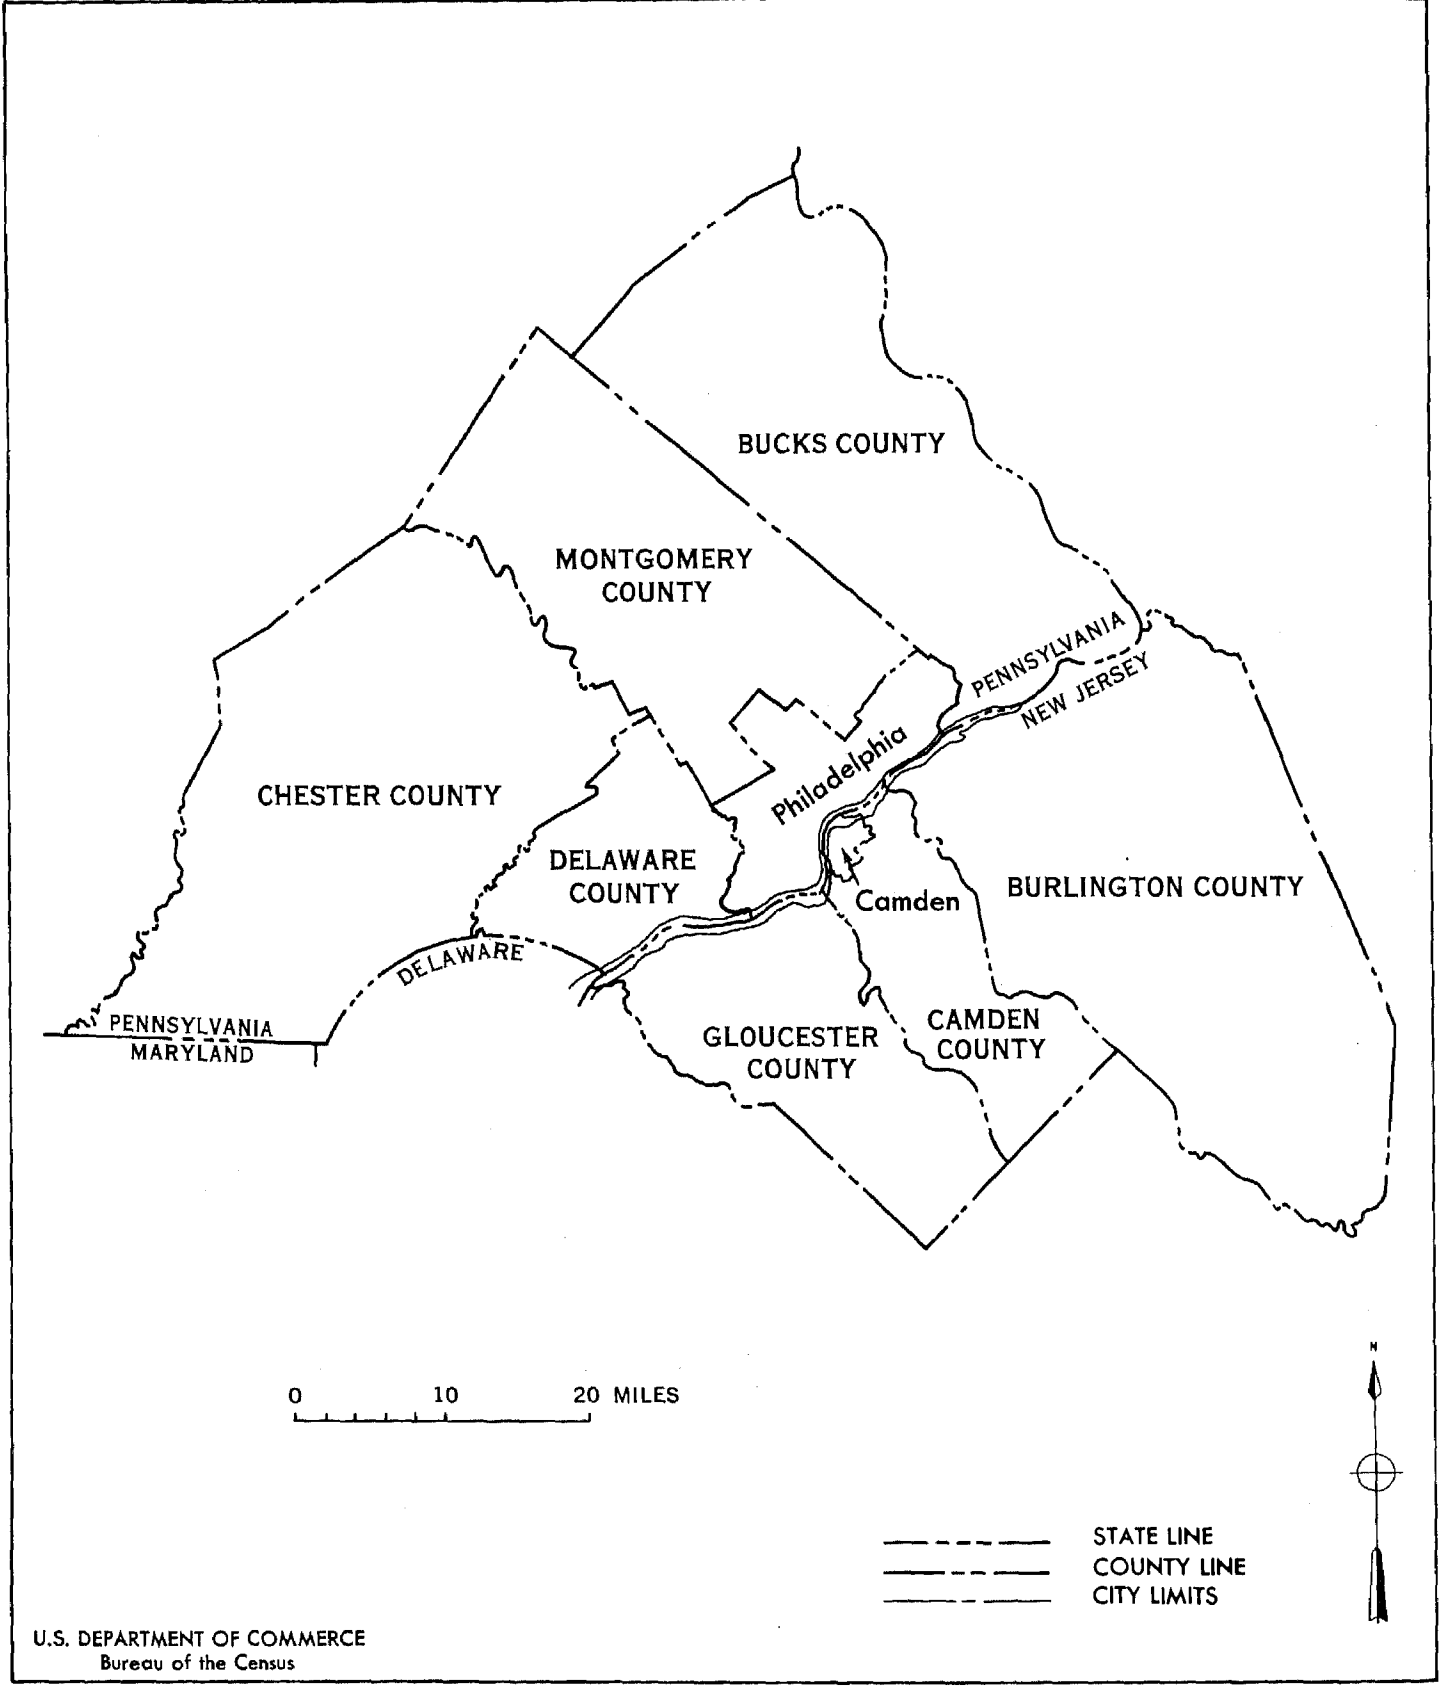 BUCKS COUNTY
MONTGOMERY
COUNTY
PENNSYLVANIA
NEW JERSEY
Philadelphia
CHESTER COUNTY
DELAWARE
COUNTY
BURLINGTON COUNTY
Camden
DELAWARE
PENNSYLVANIA
MARYLAND
GLOUCESTER
COUNTY
CAMDEN
COUNTY
N
0 10 20 MILES
STATE LINE
COUNTY LINE
CITY LIMITS
U.S. DEPARTMENT OF COMMERCE
Bureau of the Census